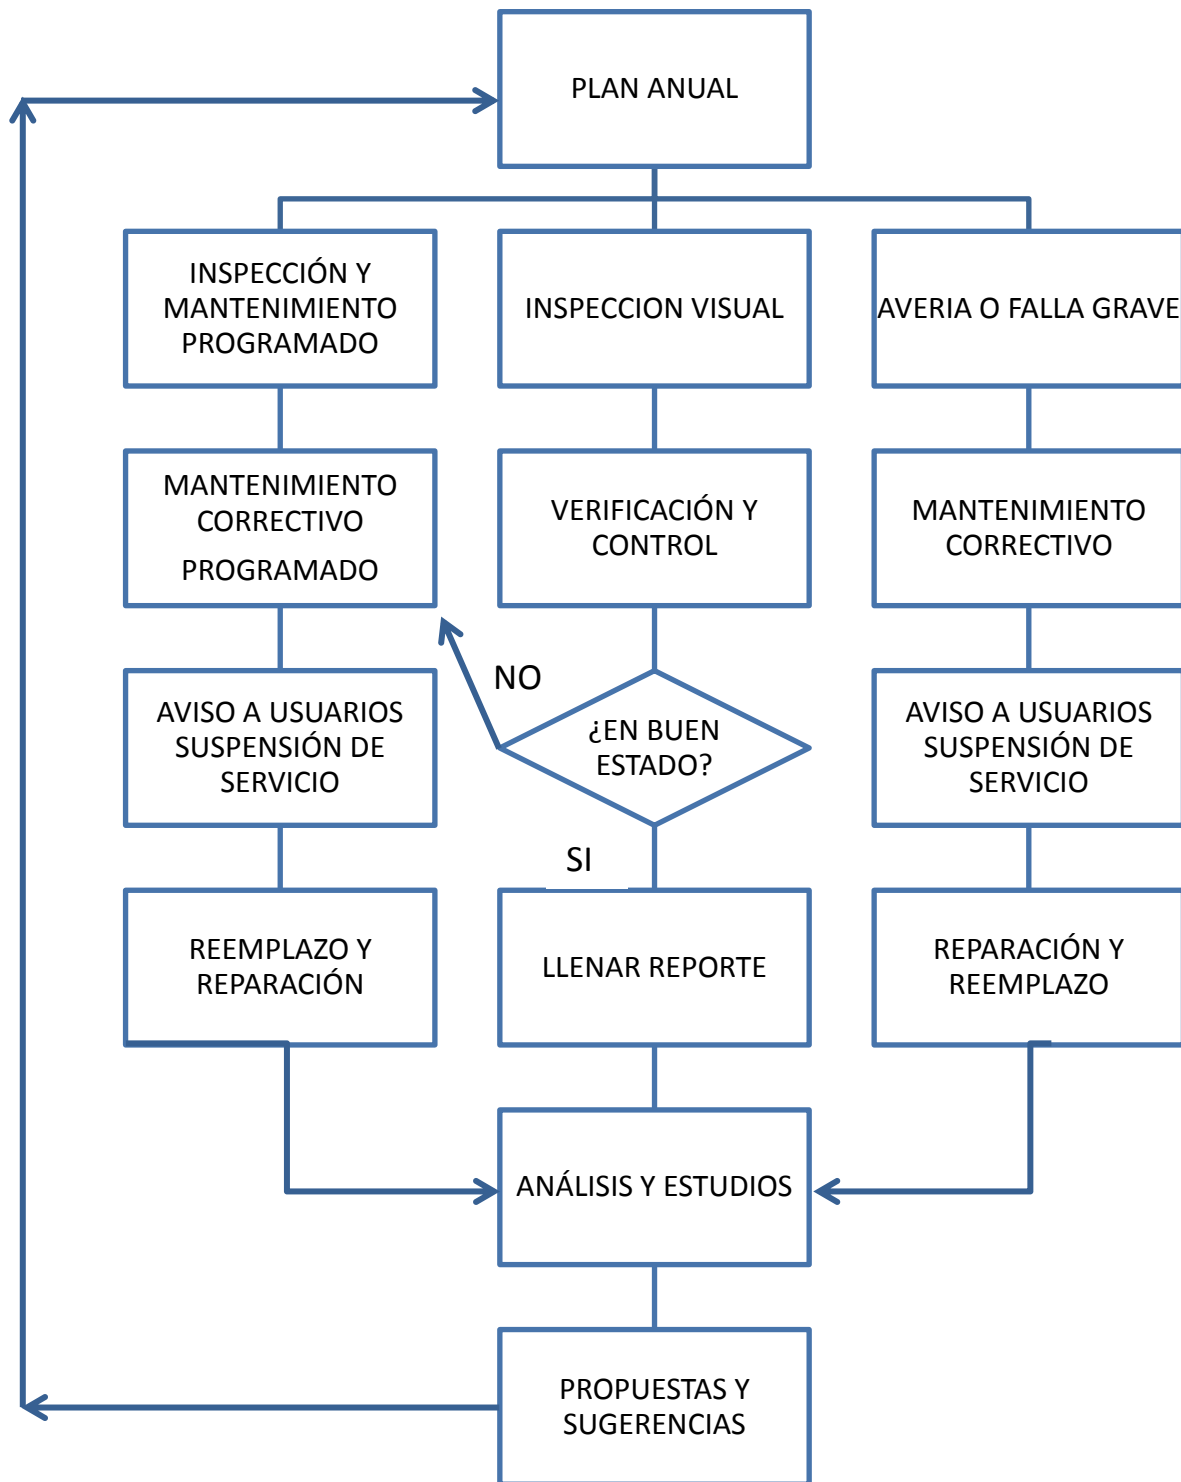 PLAN ANUAL
INSPECCIÓN Y
MANTENIMIENTO
PROGRAMADO
INSPECCION VISUAL
AVERIA O FALLA GRAVE
MANTENIMIENTO
CORRECTIVO
PROGRAMADO
VERIFICACIÓN Y
CONTROL
MANTENIMIENTO
CORRECTIVO
NO
AVISO A USUARIOS
SUSPENSIÓN DE
SERVICIO
¿EN BUEN
ESTADO?
AVISO A USUARIOS
SUSPENSIÓN DE
SERVICIO
SI
REEMPLAZO Y
REPARACIÓN
LLENAR REPORTE
REPARACIÓN Y
REEMPLAZO
ANÁLISIS Y ESTUDIOS
PROPUESTAS Y
SUGERENCIAS